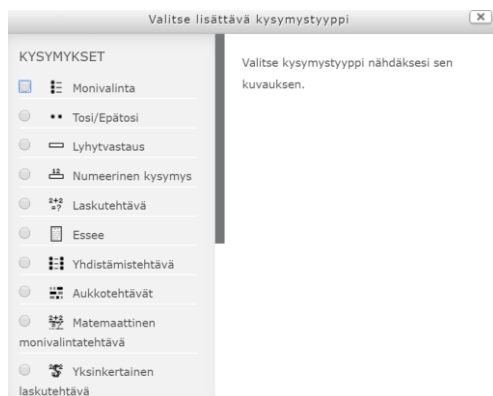 Valitse lisättävä kysymystyyppi
KYSYMYKSET
Monivalinta
Tosi/Epätosi
Lyhytvastaus
Numeerinen kysymys
Laskutehtävä
Essee
Yhdistämistehtävä
Aukkotehtävät
Matemaattinen
monivalintatehtävä
Yksinkertainen
laskutehtävä
Valitse kysymystyyppi nähdäksesi sen
kuvauksen.